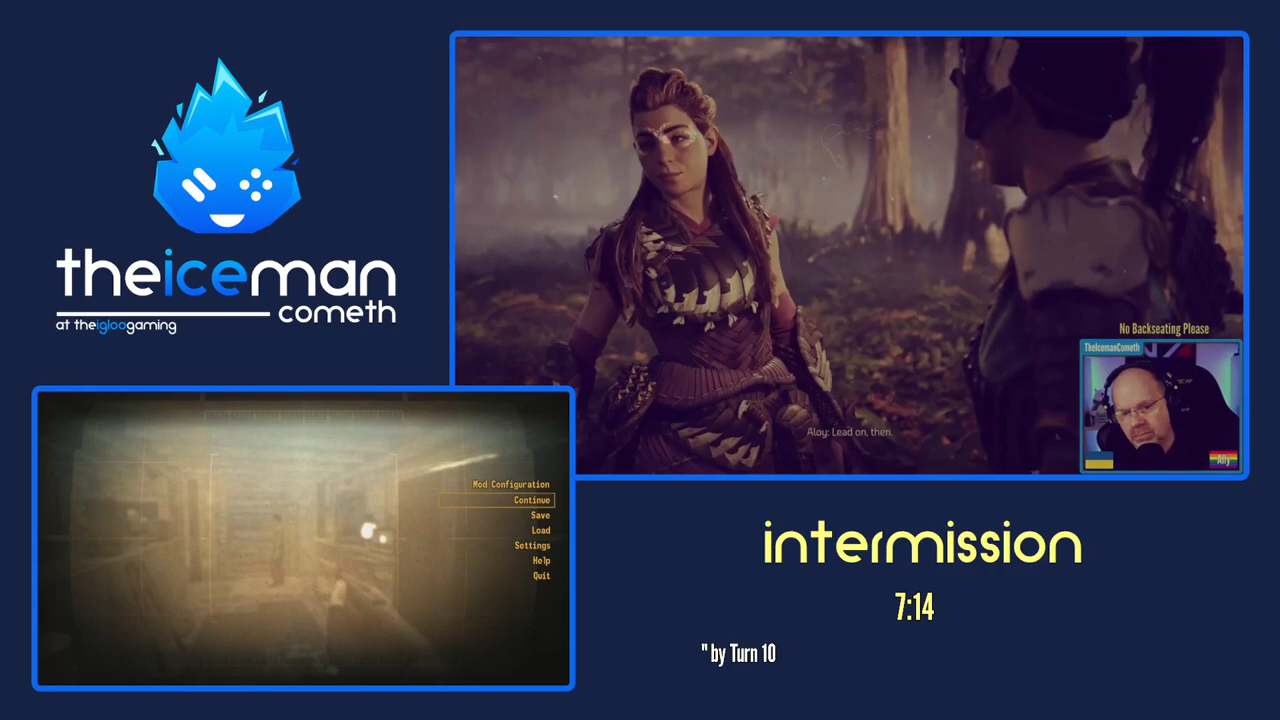 theiceman
cometh
at theigloogaming
No Backseating Please
TheIcemanCometh
Ally
Aloy: Lead on, then.
Mod Configuration
Continue
Save
Load
Settings
Help
Quit
intermission
7:14
" by Turn 10